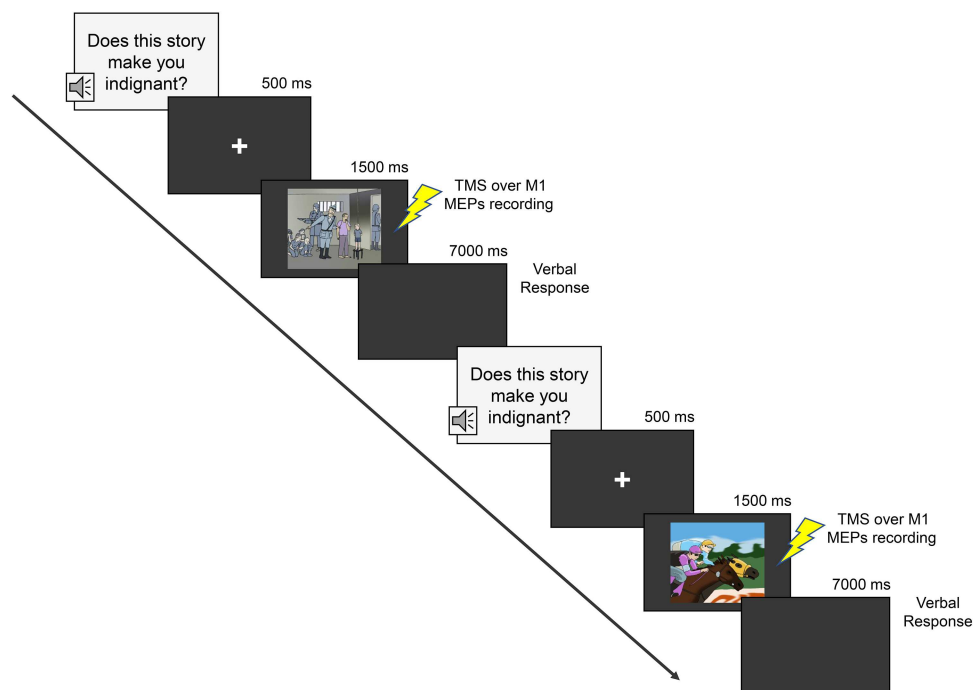 Does this story
make you
indignant?
500 ms
1500 ms
TMS over M1
MEPs recording
7000 ms
Verbal
Response
Does this story
make you
indignant?
500 ms
1500 ms
TMS over M1
MEPs recording
7000 ms
Verbal
Response